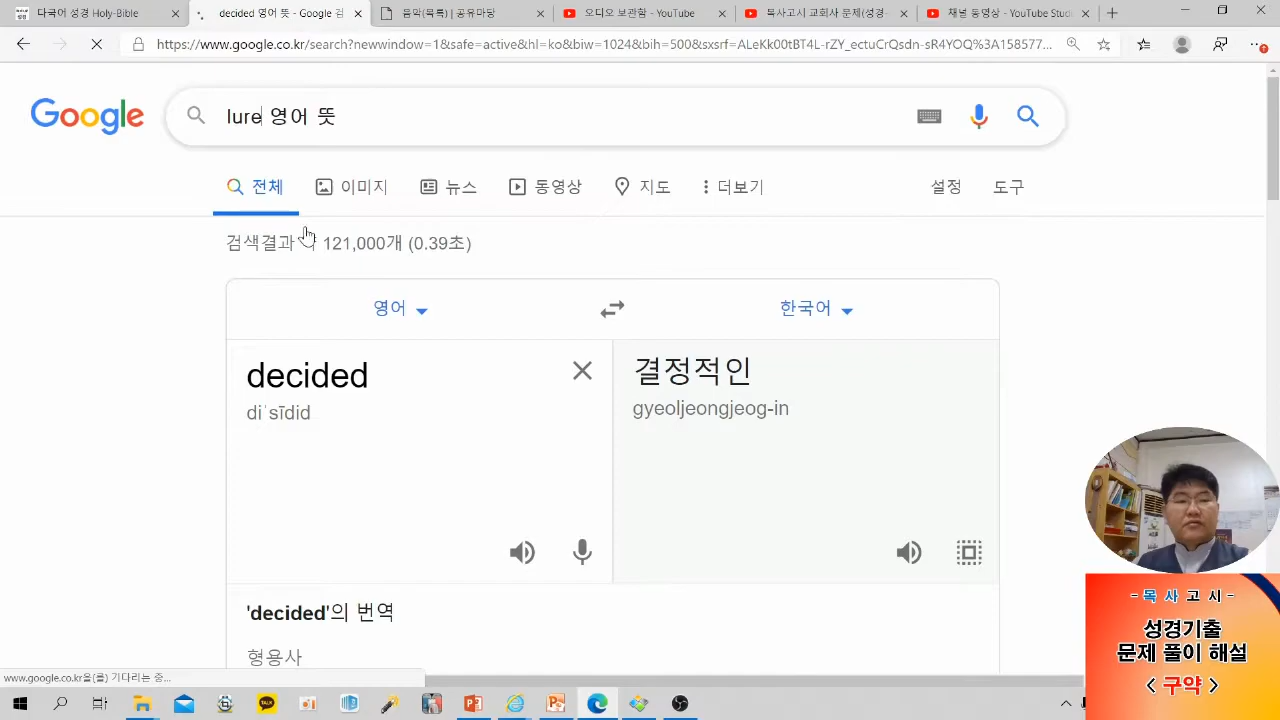 다국어 성경 Holy-Bible
decided 영어 뜻 - Google 검
음악(목록) | 공유마당
오디오 보관함 - YouTube
목사고시 교회사 문제(성경-
채널 동영상 - YouTube Stud
https://www.google.co.kr/search?newwindow=1&safe=active&hl=ko&biw=1024&bih=500&sxsrf=ALeKk00tBT4L-rZY_ectuCrQsdn-sR4YOQ%3A158577...
Google
lure 영어 뜻
전체
이미지
뉴스
동영상
지도
더보기
설정
도구
검색결과 121,000개 (0.39초)
영어
한국어
decided
diˈsīdid
결정적인
gyeoljeongjeog-in
'decided'의 번역
형용사
www.google.co.kr을(를) 기다리는 중...
- 목 사 고 시 -
성경기출
문제 풀이 해설
< 구약 >